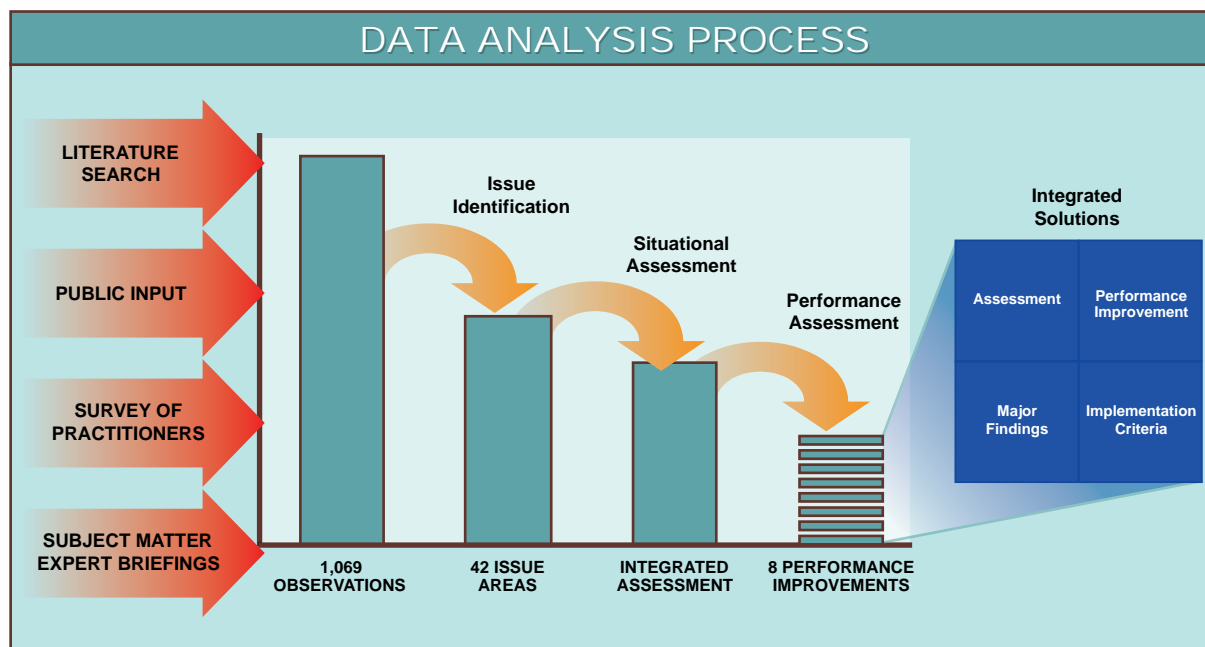 DATA ANALYSIS PROCESS
LITERATURE
SEARCH
PUBLIC INPUT
SURVEY OF
PRACTITIONERS
SUBJECT MATTER
EXPERT BRIEFINGS
Issue
Identification
Situational
Assessment
Performance
Assessment
1,069
OBSERVATIONS
42 ISSUE
AREAS
INTEGRATED
ASSESSMENT
8 PERFORMANCE
IMPROVEMENTS
Integrated
Solutions
Assessment
Performance
Improvement
Major
Findings
Implementation
Criteria